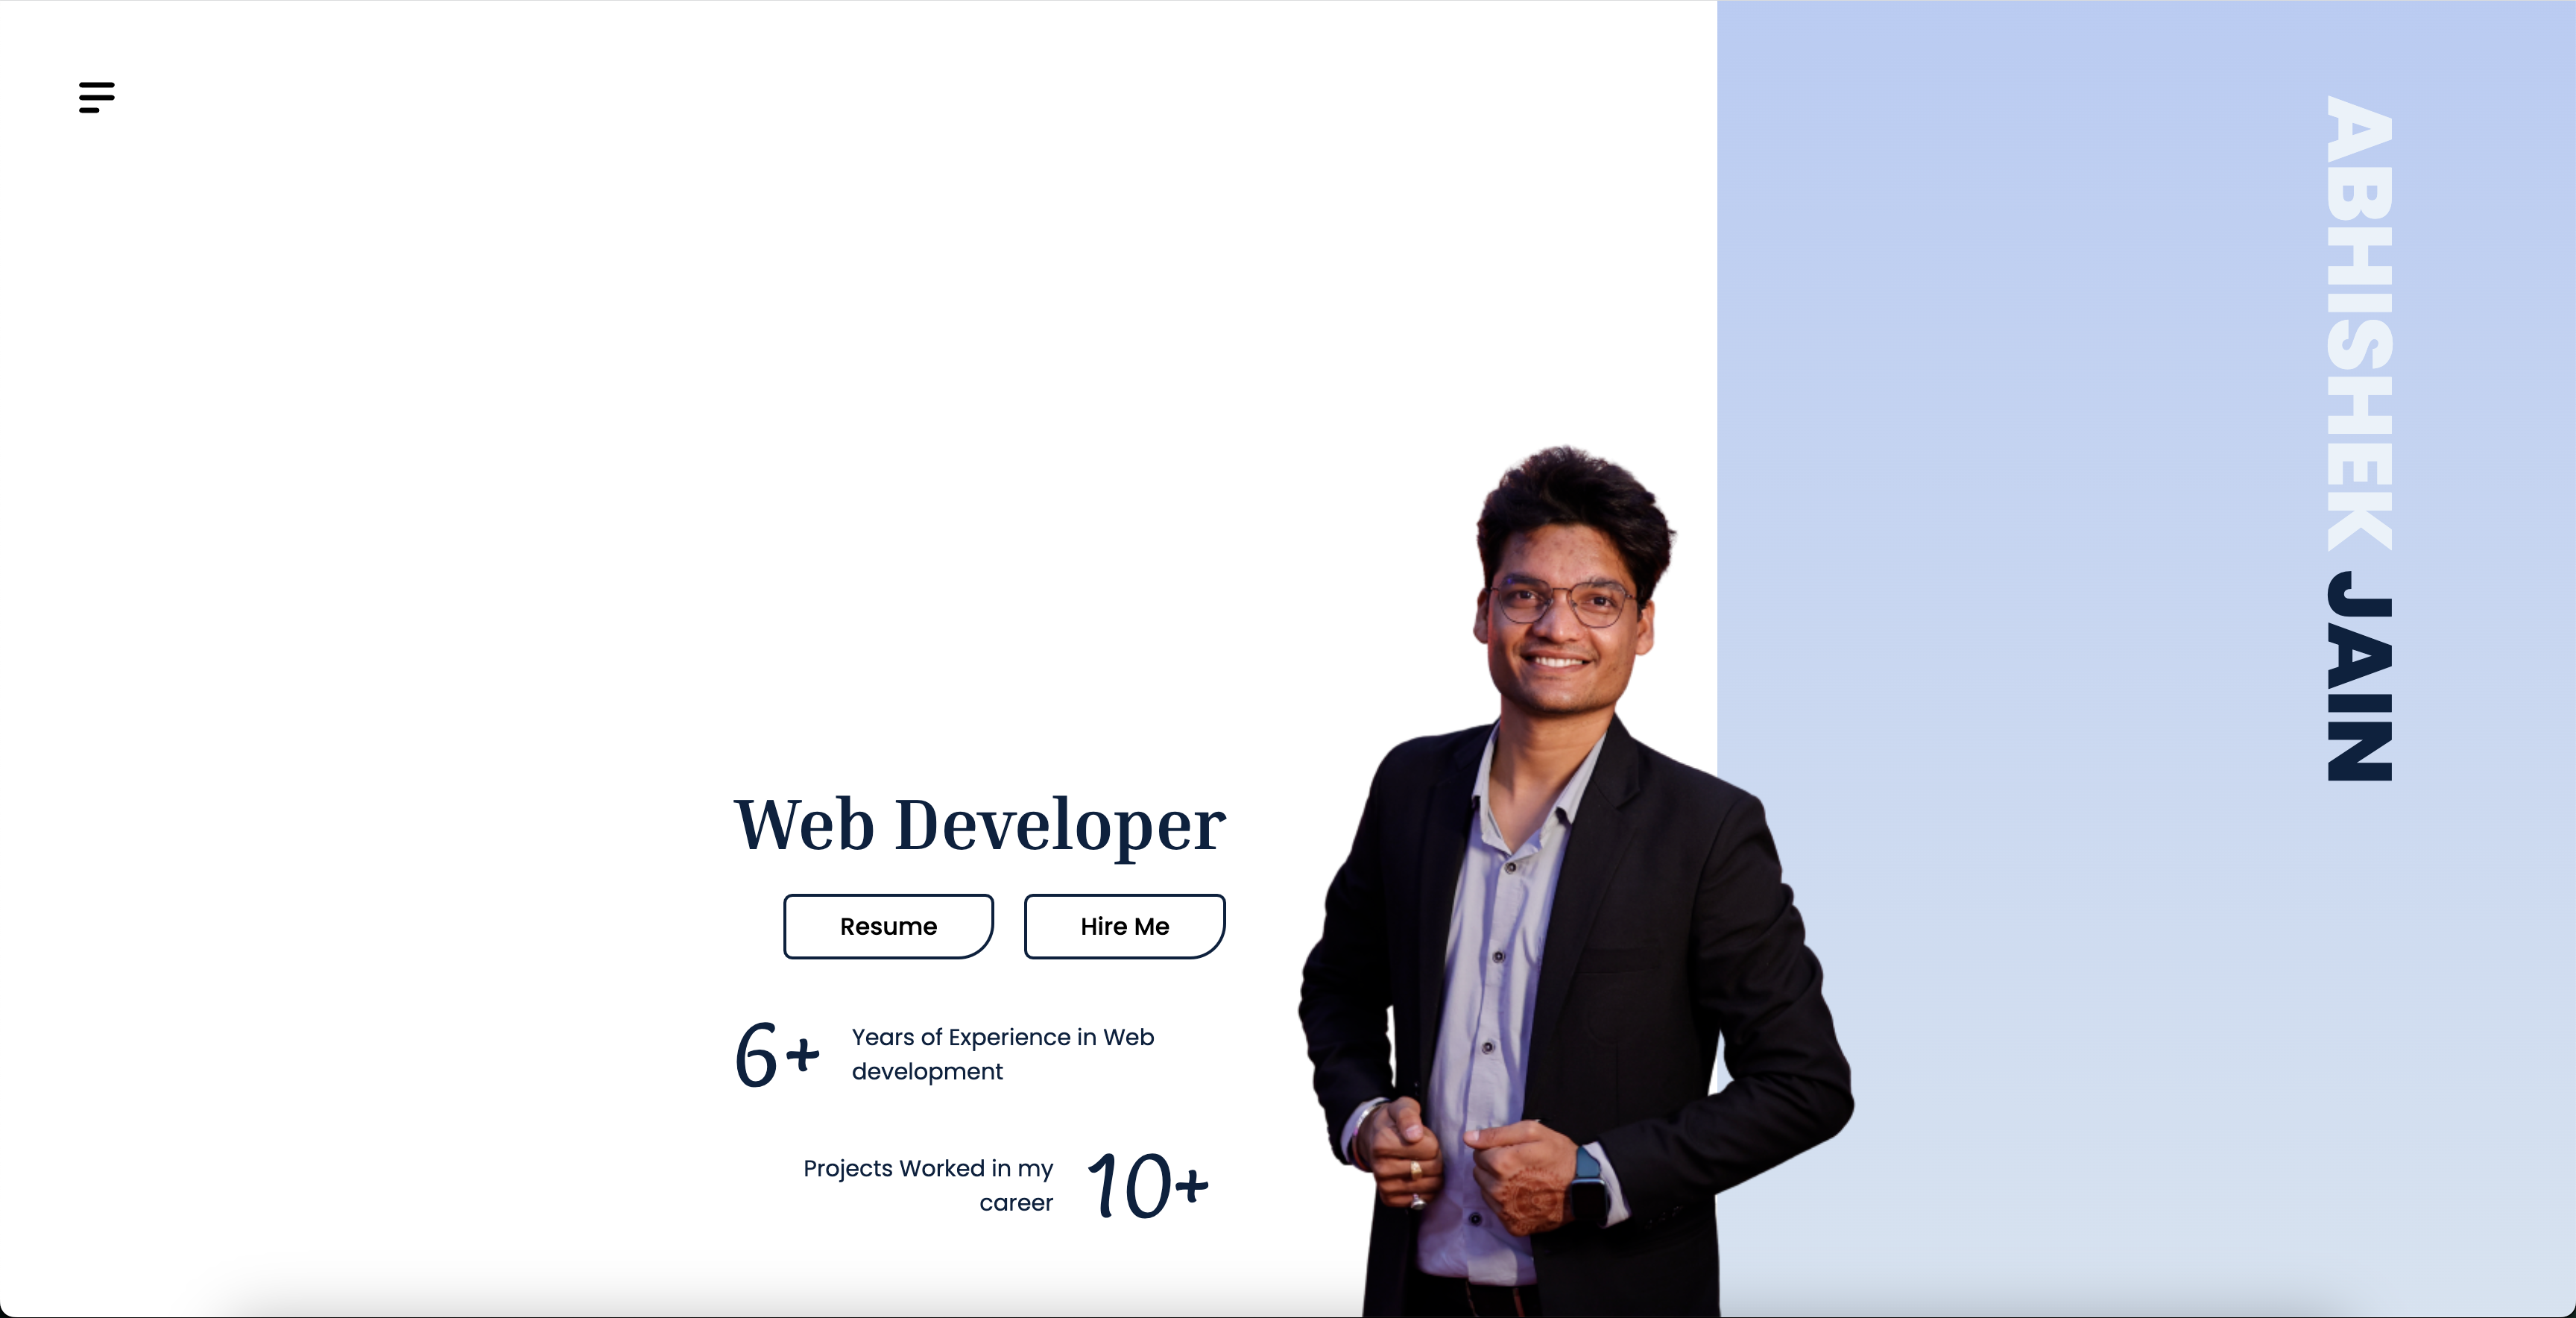 ABHISHEK JAIN
Web Developer
Resume
Hire Me
6+
Years of Experience in Web
development
Projects Worked in my
career
10+